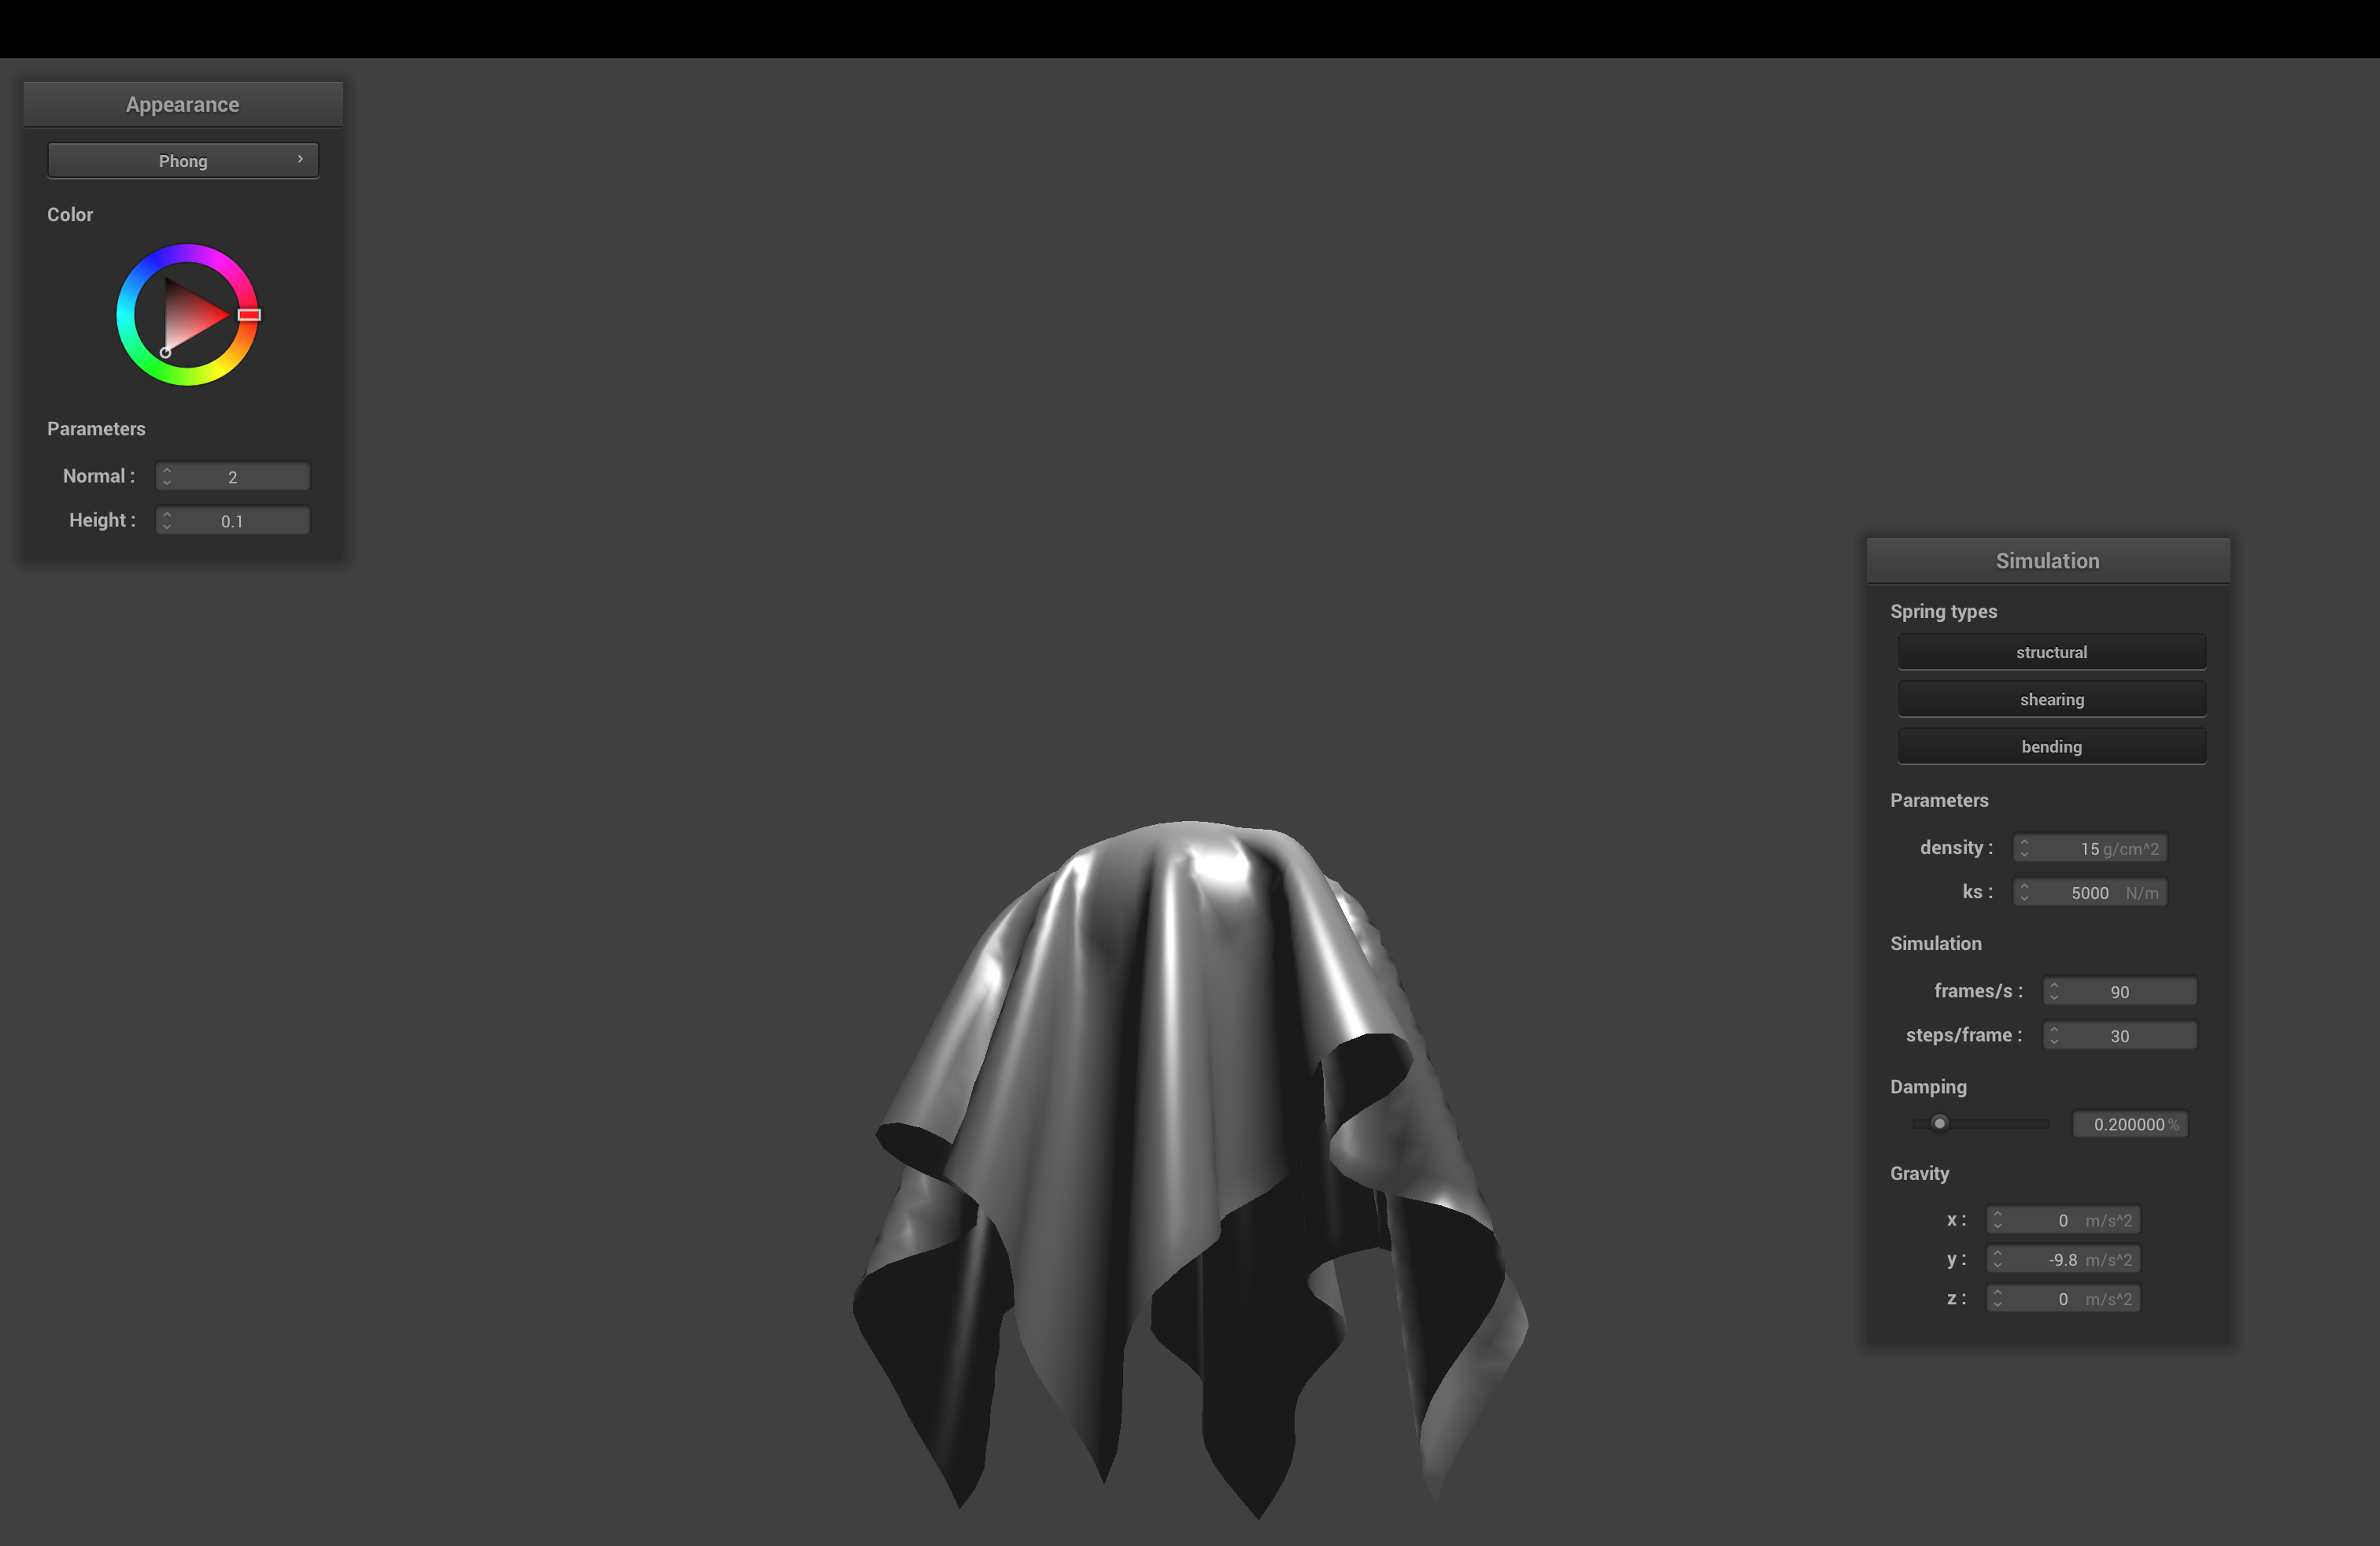 Appearance
Phong
Color
Parameters
Normal : 2
Height : 0.1
Simulation
Spring types
structural
shearing
bending
Parameters
density : 15 g/cm^2
ks : 5000 N/m
Simulation
frames/s : 90
steps/frame : 30
Damping
0.200000 %
Gravity
x : 0 m/s^2
y : -9.8 m/s^2
z : 0 m/s^2